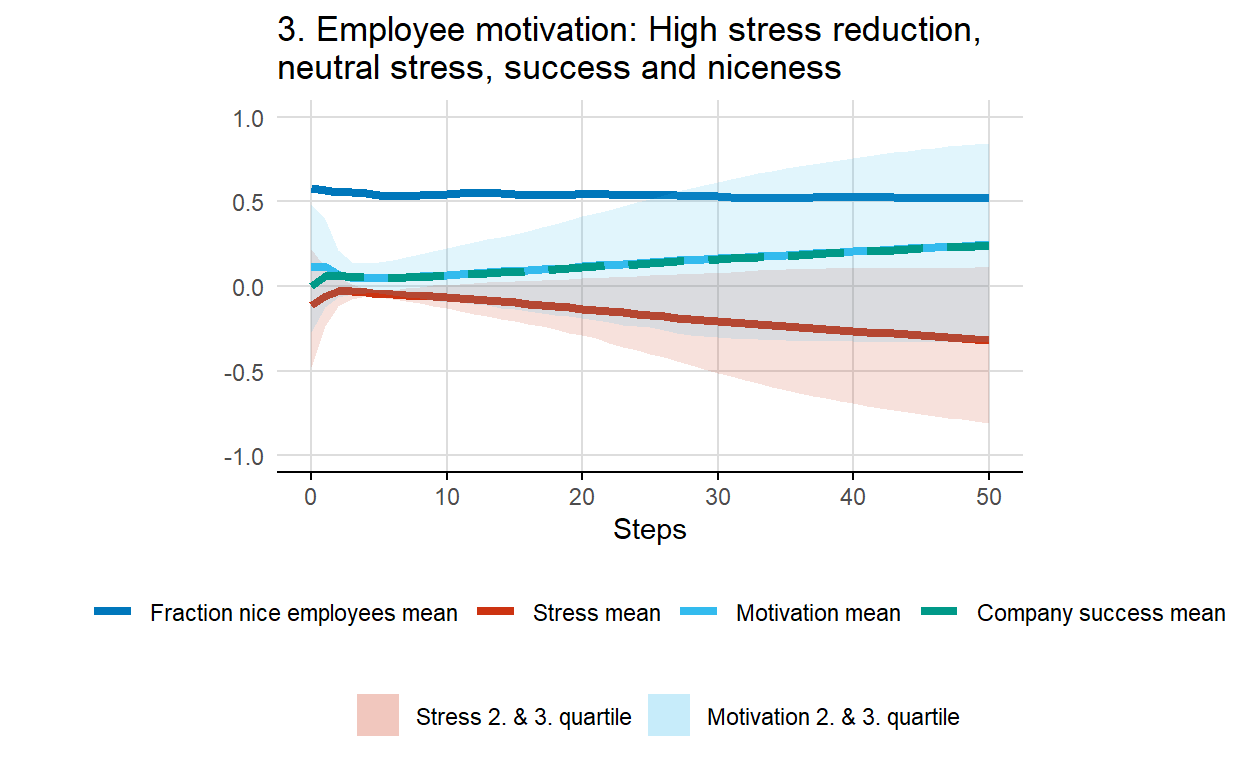 3. Employee motivation: High stress reduction,
neutral stress, success and niceness
1.0
0.5
0.0
-0.5
-1.0
0 10 20 30 40 50
Steps
Fraction nice employees mean Stress mean Motivation mean Company success mean
Stress 2. & 3. quartile Motivation 2. & 3. quartile